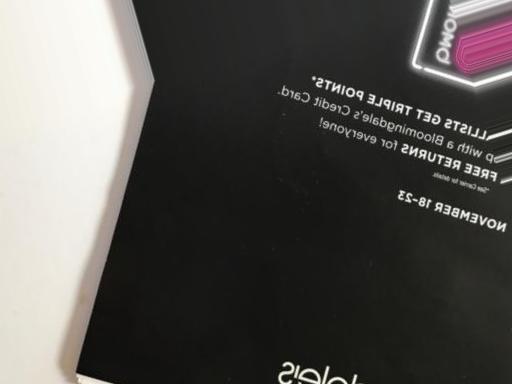 LLISTS GET TRIPLE POINTS*
p with a Bloomingdale's Credit Card.
FREE RETURNS for everyone!
*See Carrier for details.
NOVEMBER 18-23
dale's